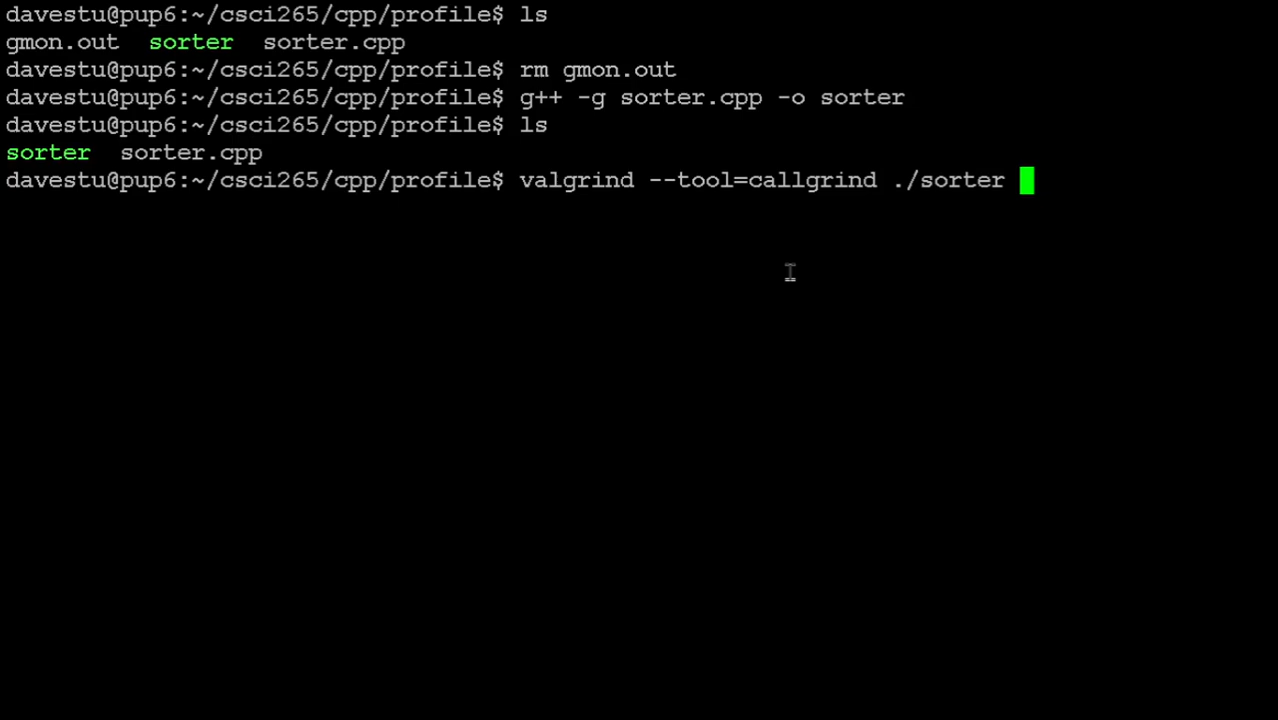 davestu@pup6:~/csci265/cpp/profile$ ls
gmon.out  sorter  sorter.cpp
davestu@pup6:~/csci265/cpp/profile$ rm gmon.out
davestu@pup6:~/csci265/cpp/profile$ g++ -g sorter.cpp -o sorter
davestu@pup6:~/csci265/cpp/profile$ ls
sorter  sorter.cpp
davestu@pup6:~/csci265/cpp/profile$ valgrind --tool=callgrind ./sorter